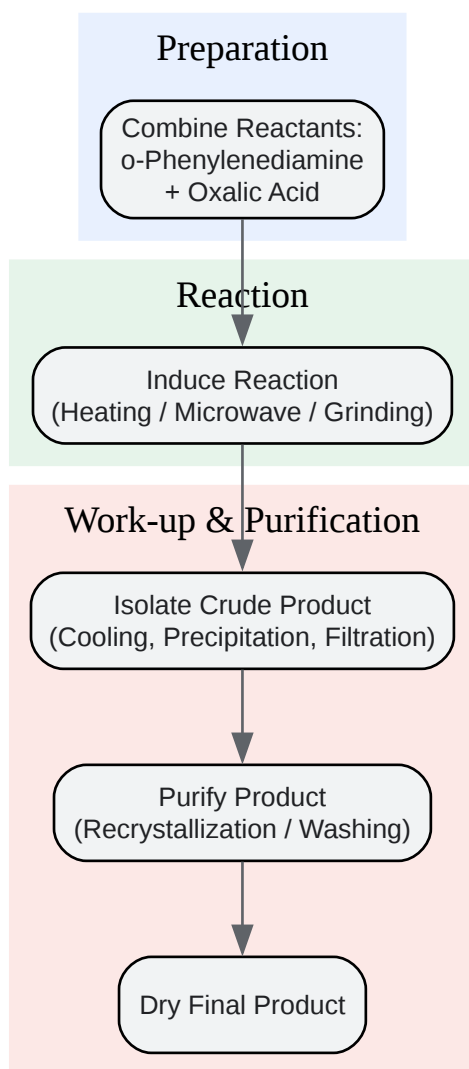 Preparation
Combine Reactants:
o-Phenylenediamine
+ Oxalic Acid
Reaction
Induce Reaction
(Heating / Microwave / Grinding)
Work-up & Purification
Isolate Crude Product
(Cooling, Precipitation, Filtration)
Purify Product
(Recrystallization / Washing)
Dry Final Product